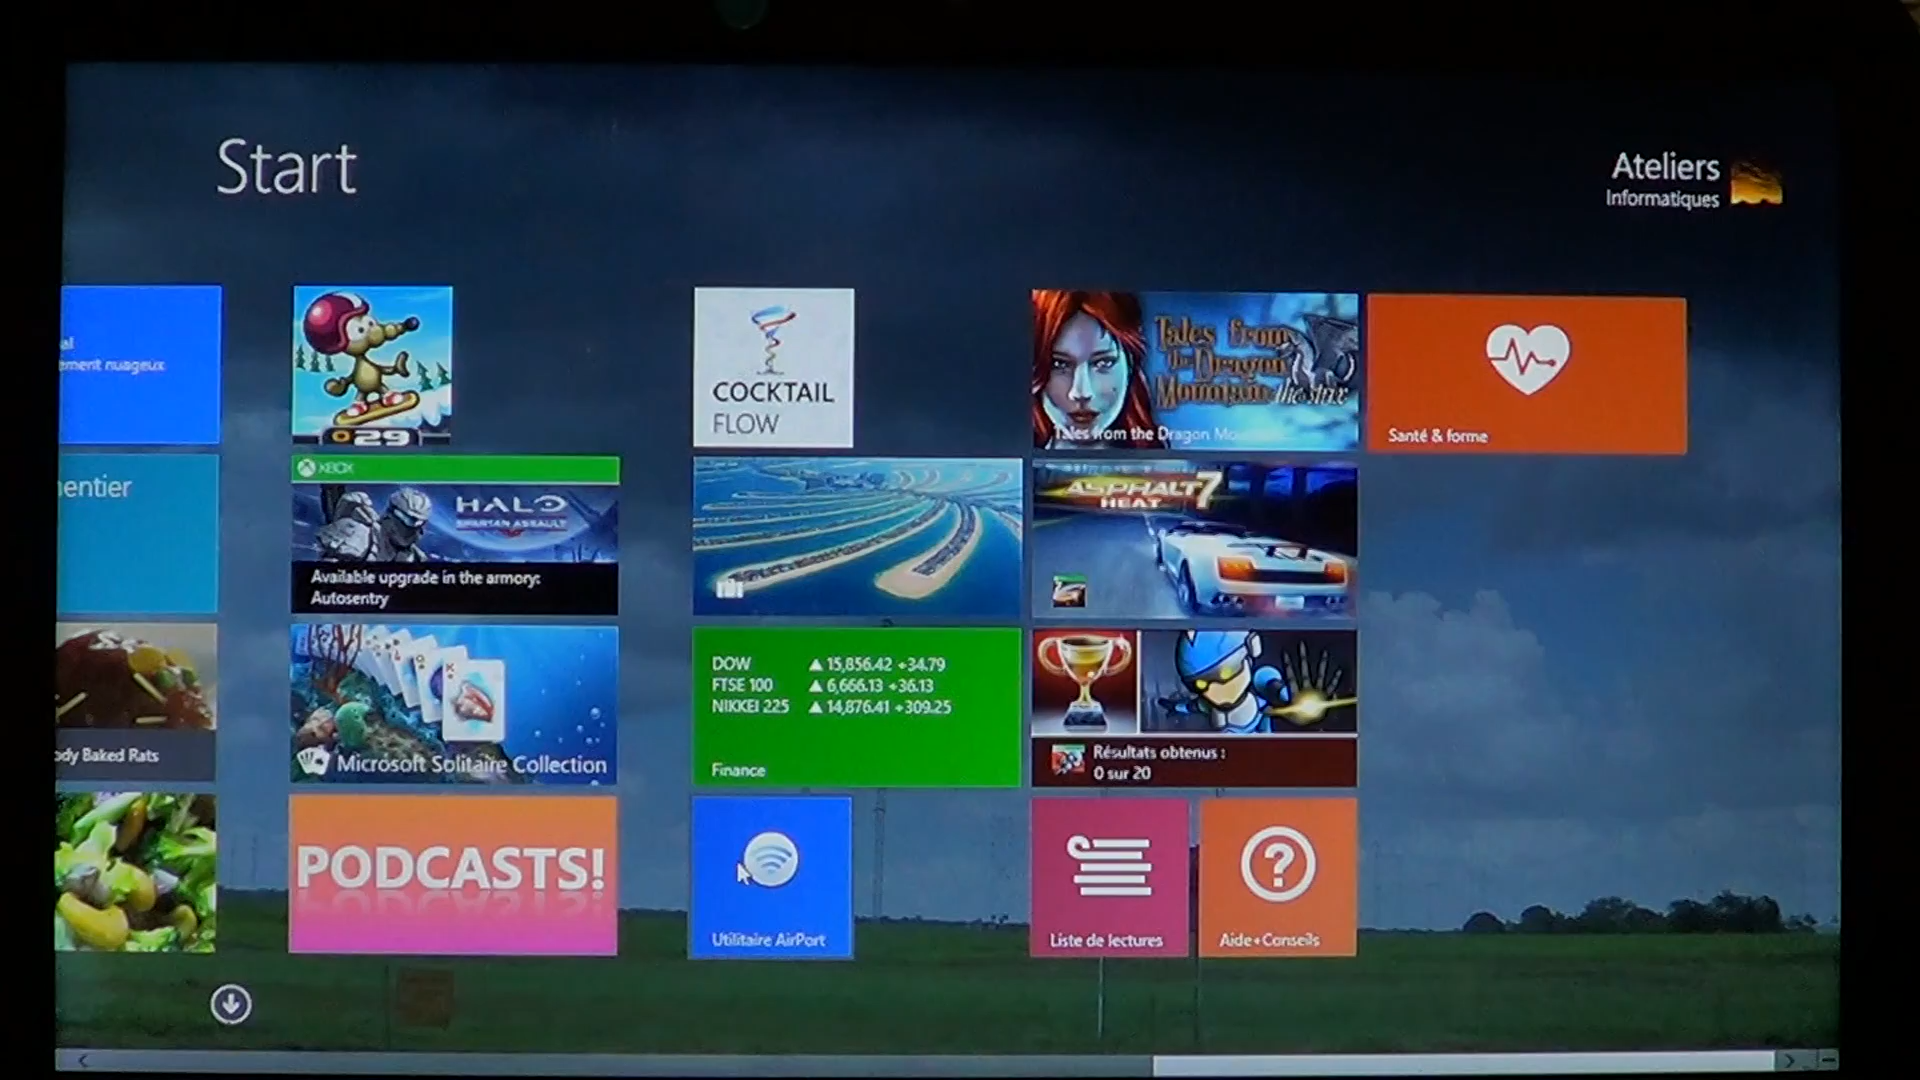 Start
Ateliers
Informatiques
al
ement nuageux
29
COCKTAIL
FLOW
Tales from
the Dragon
Mountain the strix
Tales from the Dragon Mo
Santé & forme
entier
XBOX
HALO
SPARTAN ASSAULT
Available upgrade in the armory:
Autosentry
ASPHALT 7
HEAT
Microsoft Solitaire Collection
DOW ▲ 15,856.42 +34.79
FTSE 100 ▲ 6,666.13 +36.13
NIKKEI 225 ▲ 14,876.41 +309.25
Finance
Résultats obtenus :
0 sur 20
dy Baked Rats
PODCASTS!
Utilitaire AirPort
Liste de lectures
Aide+Conseils